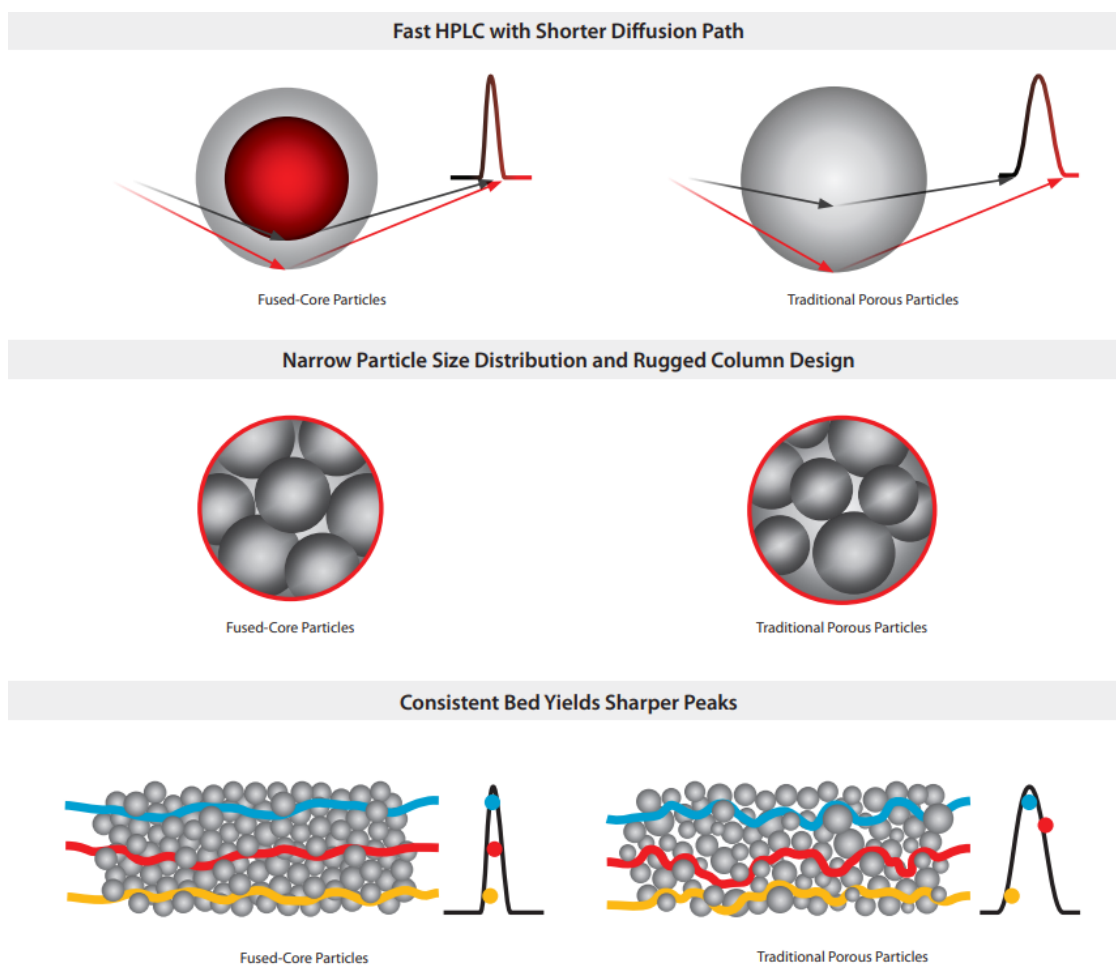 Fast HPLC with Shorter Diffusion Path
Fused-Core Particles
Traditional Porous Particles
Narrow Particle Size Distribution and Rugged Column Design
Fused-Core Particles
Traditional Porous Particles
Consistent Bed Yields Sharper Peaks
Fused-Core Particles
Traditional Porous Particles